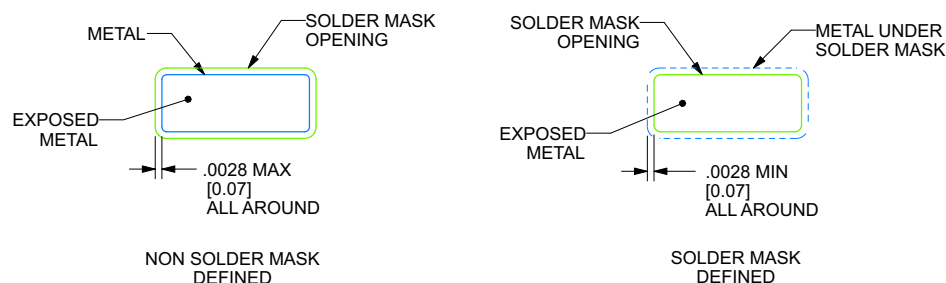 METAL
SOLDER MASK
OPENING
EXPOSED
METAL
.0028 MAX
[0.07]
ALL AROUND
NON SOLDER MASK
DEFINED
SOLDER MASK
OPENING
METAL UNDER
SOLDER MASK
EXPOSED
METAL
.0028 MIN
[0.07]
ALL AROUND
SOLDER MASK
DEFINED